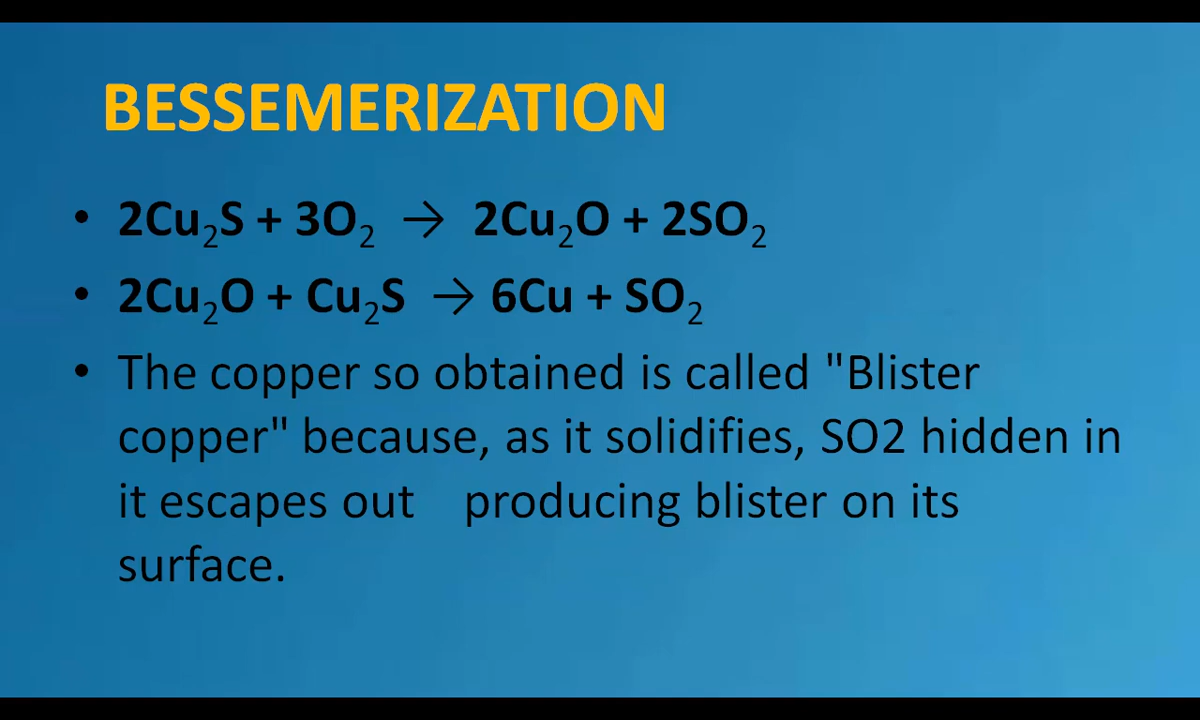 BESSEMERIZATION
• 2Cu₂S + 3O₂ → 2Cu₂O + 2SO₂
• 2Cu₂O + Cu₂S → 6Cu + SO₂
• The copper so obtained is called "Blister
copper" because, as it solidifies, SO2 hidden in
it escapes out producing blister on its
surface.